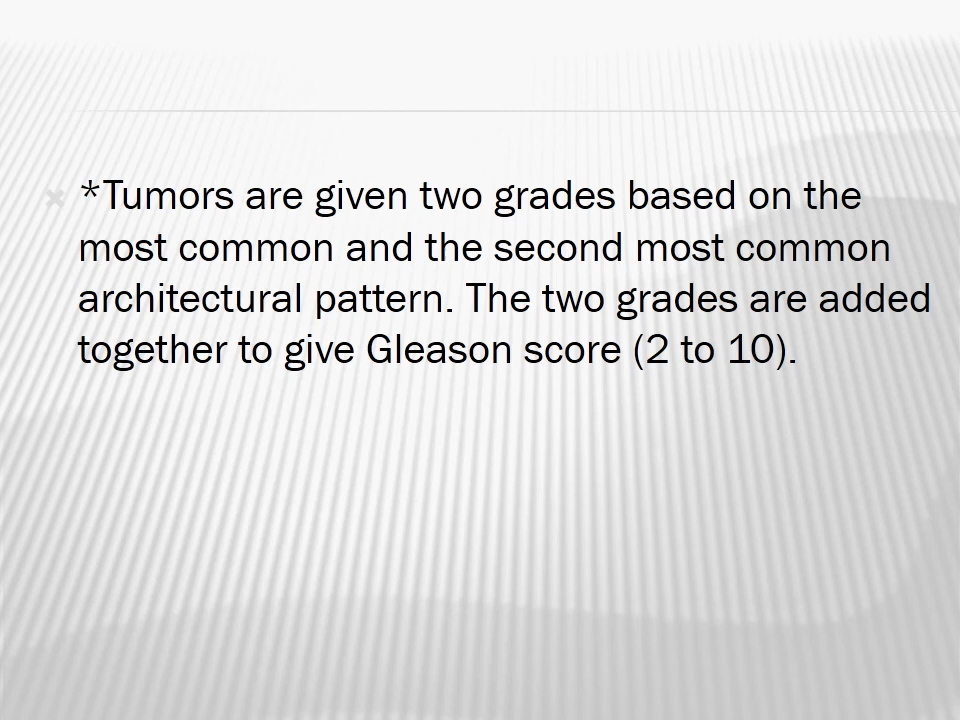 *Tumors are given two grades based on the
most common and the second most common
architectural pattern. The two grades are added
together to give Gleason score (2 to 10).